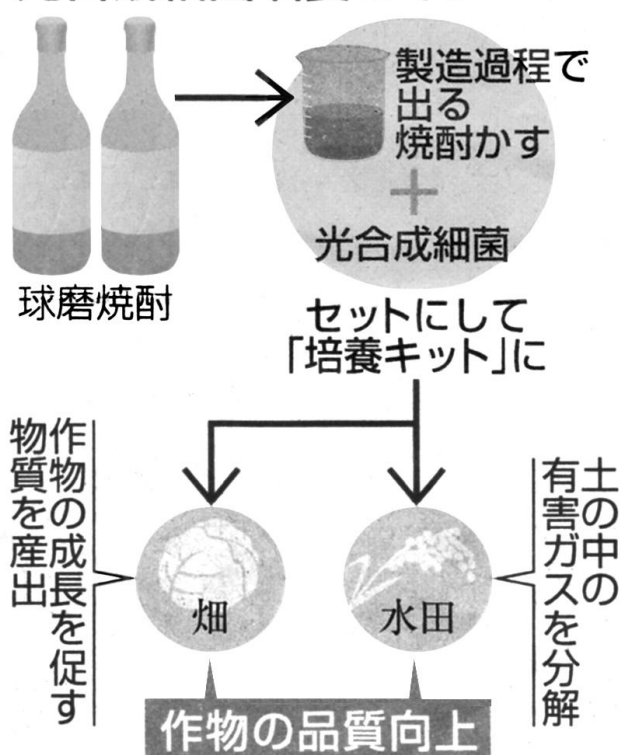 製造過程で
出る
焼酎かす
+
光合成細菌
球磨焼酎
セットにして
「培養キット」に
作物の成長を促す
物質を産出
土の中の
有害ガスを分解
畑
水田
作物の品質向上